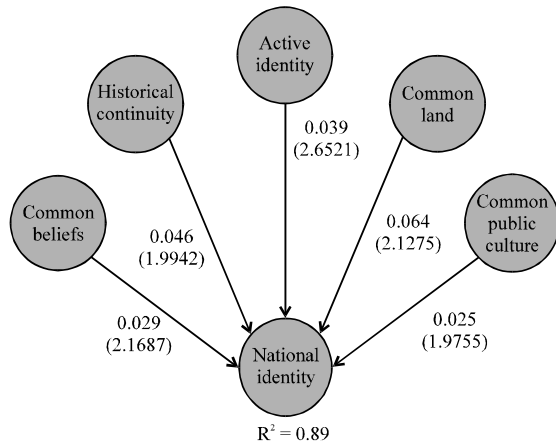 Active
identity
Historical
continuity
Common
land
0.039
(2.6521)
Common
beliefs
Common
public
culture
0.046
(1.9942)
0.064
(2.1275)
0.029
(2.1687)
0.025
(1.9755)
National
identity
R² = 0.89